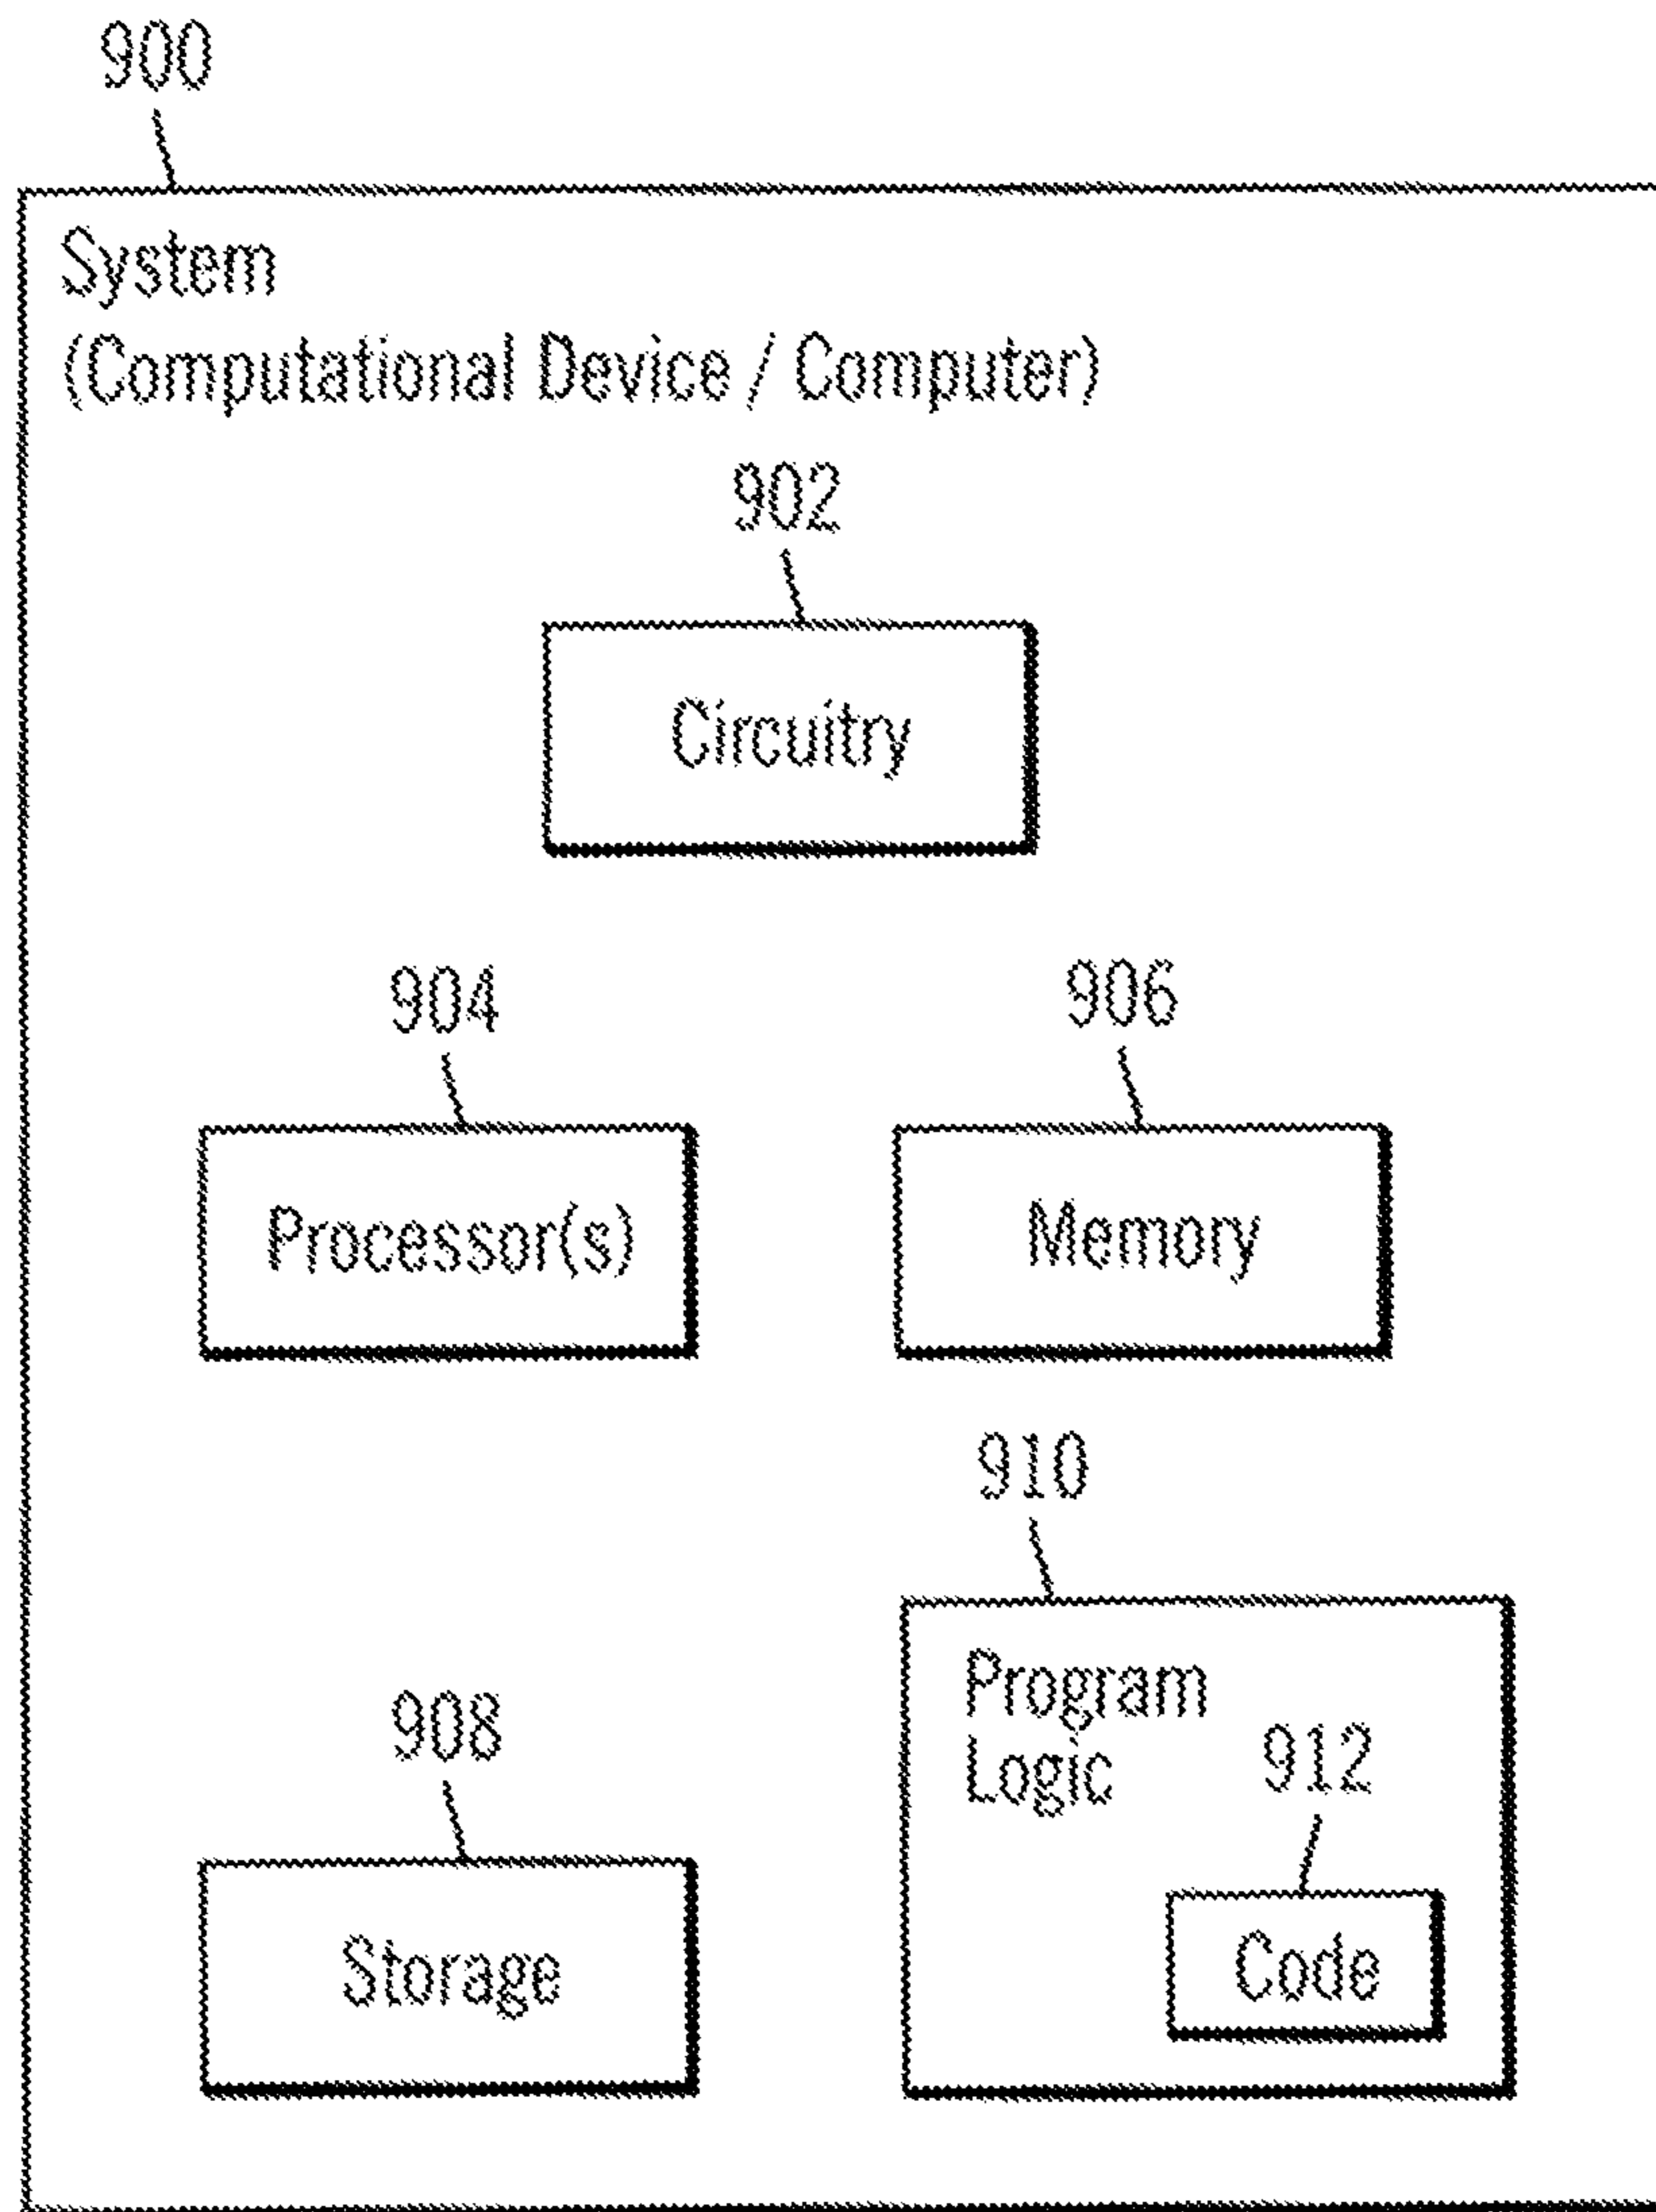 900
System
(Computational Device / Computer)
902
Circuitry
904
906
Processor(s)
Memory
910
Program
Logic
908
912
Storage
Code